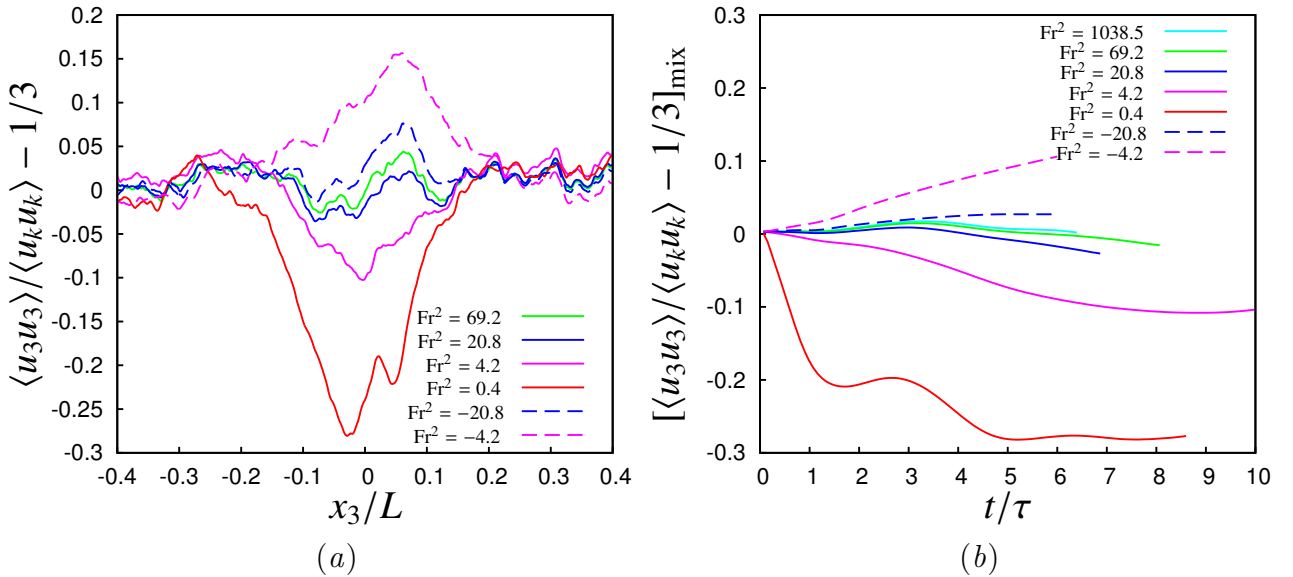 ⟨u₃u₃⟩/⟨uₖuₖ⟩ − 1/3
0.2
0.15
0.1
0.05
0
-0.05
-0.1
-0.15
-0.2
-0.25
-0.3
Fr² = 69.2
Fr² = 20.8
Fr² = 4.2
Fr² = 0.4
Fr² = −20.8
Fr² = −4.2
-0.4 -0.3 -0.2 -0.1 0 0.1 0.2 0.3 0.4
x₃/L
(a)
[⟨u₃u₃⟩/⟨uₖuₖ⟩ − 1/3]ₘᵢₓ
0.3
0.2
0.1
0
-0.1
-0.2
-0.3
Fr² = 1038.5
Fr² = 69.2
Fr² = 20.8
Fr² = 4.2
Fr² = 0.4
Fr² = −20.8
Fr² = −4.2
0 1 2 3 4 5 6 7 8 9 10
t/τ
(b)